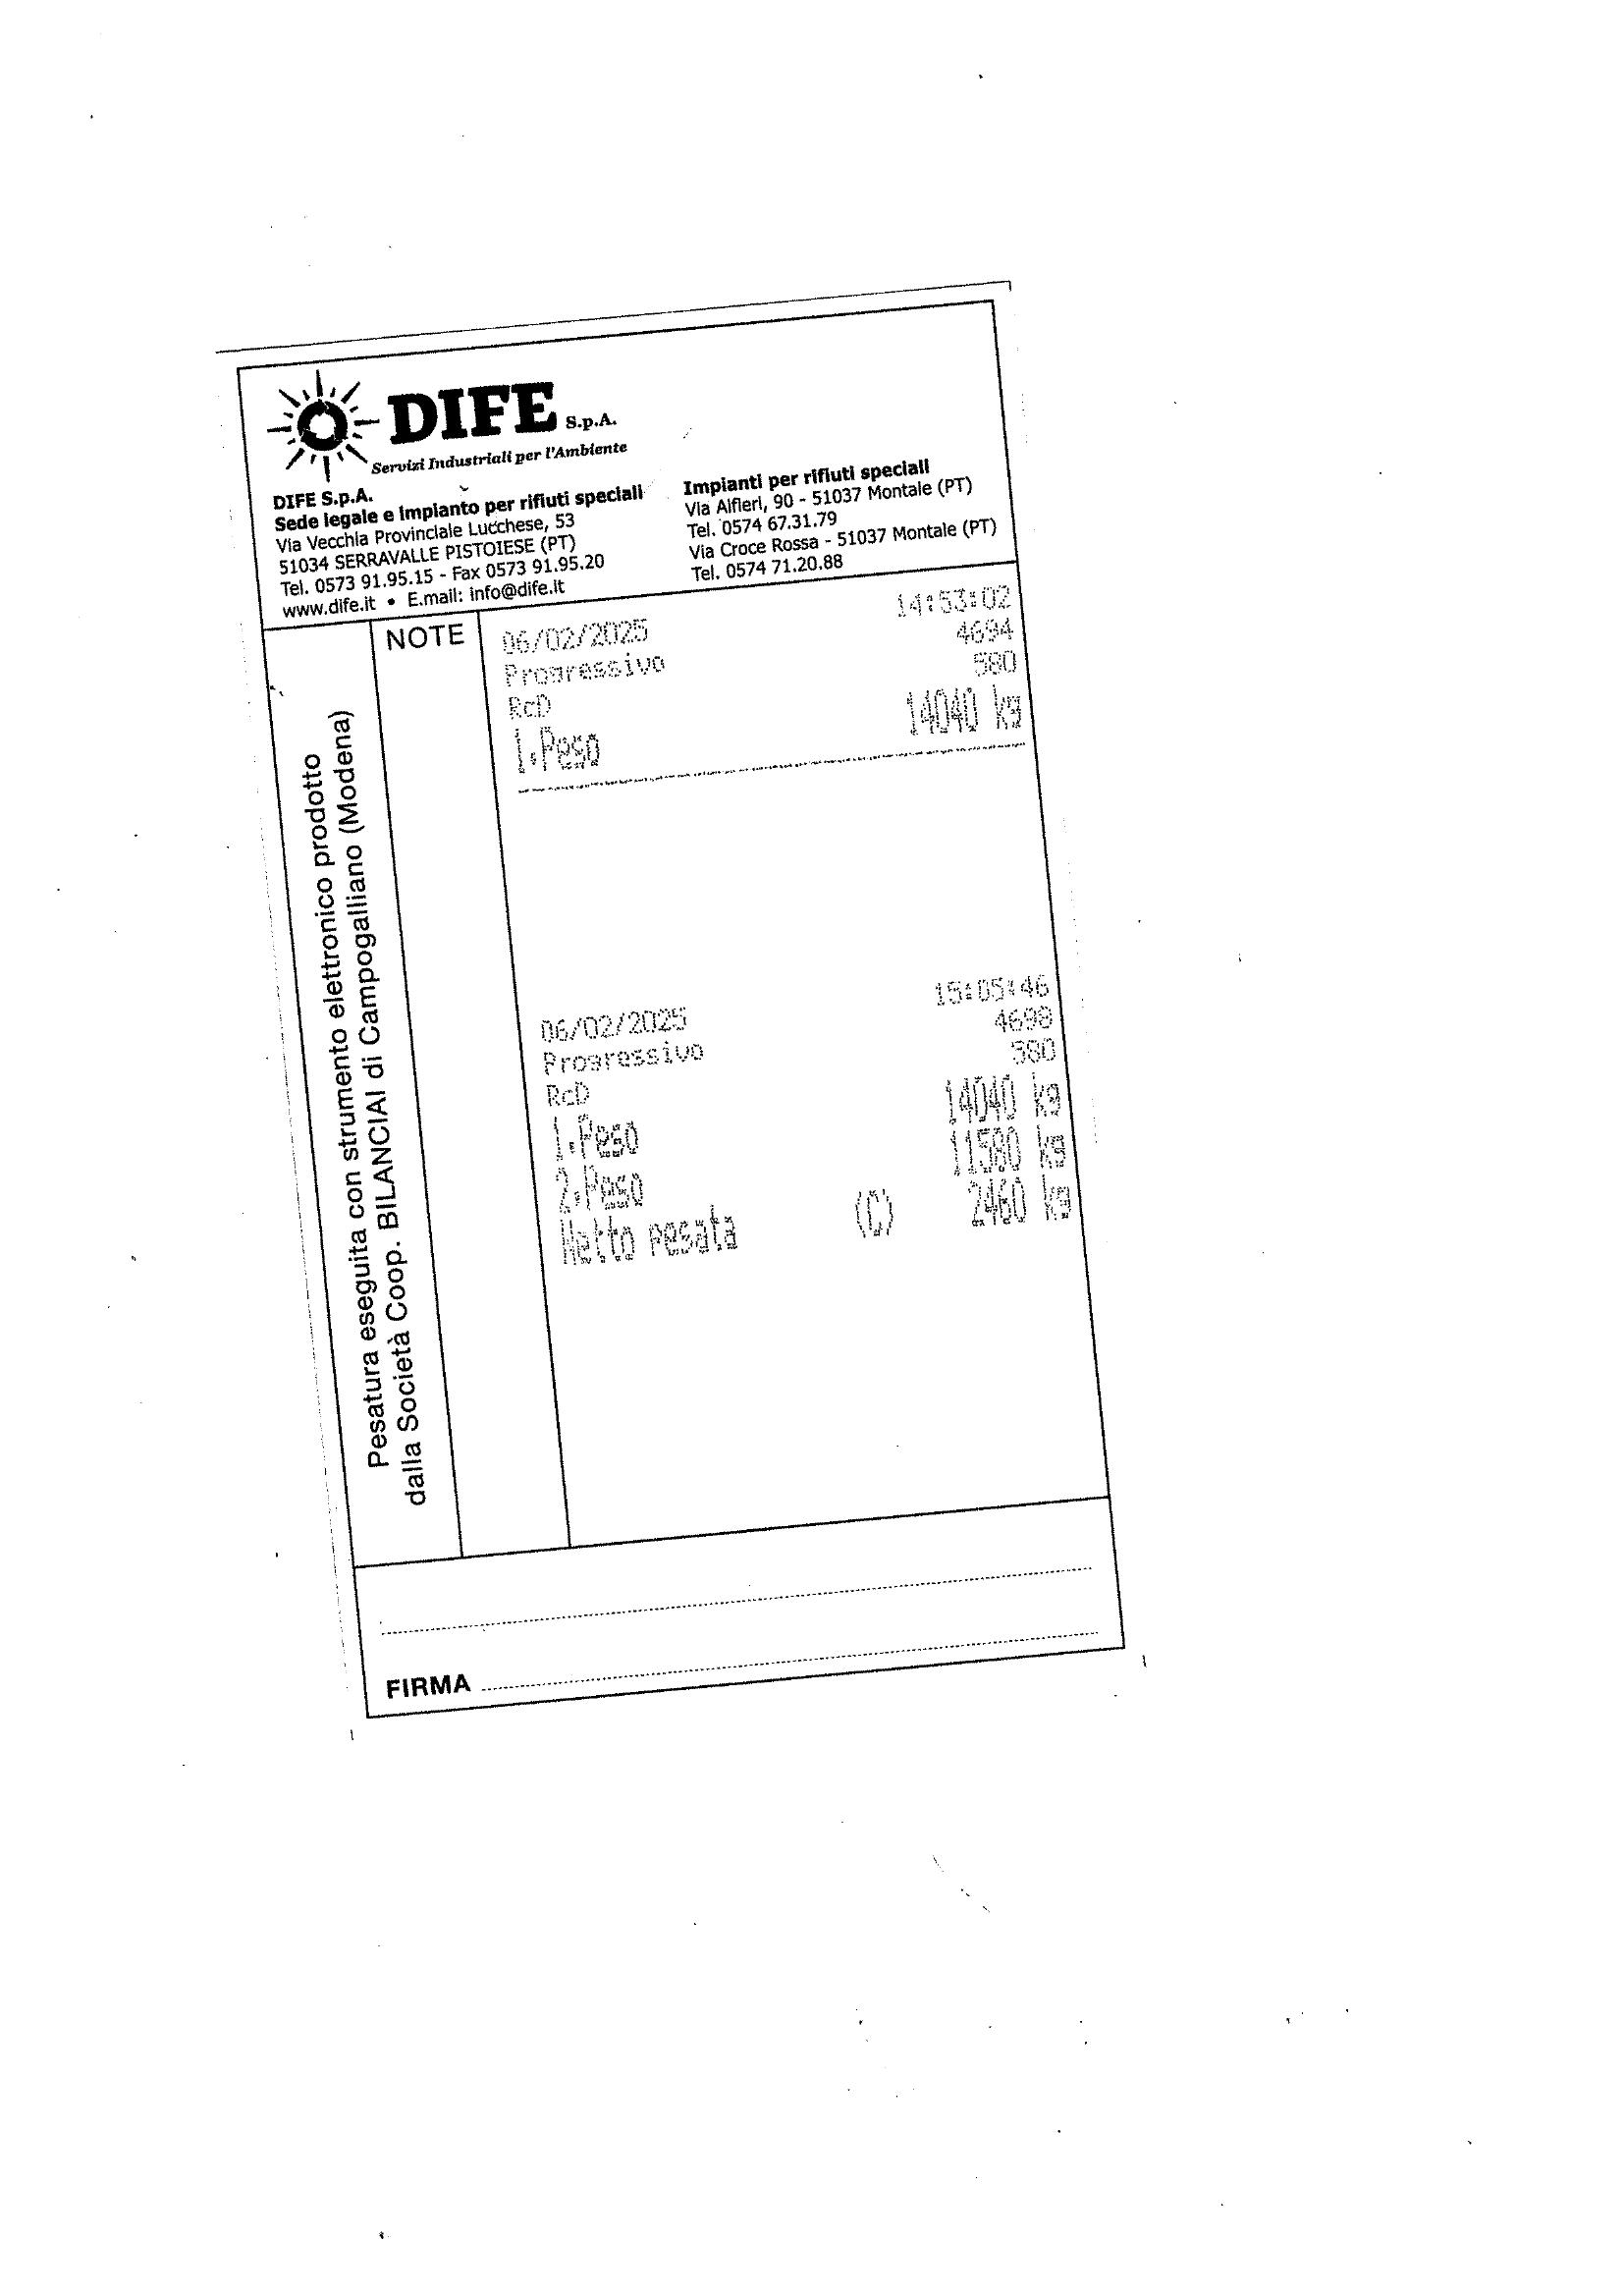 DIFE S.p.A.
Servizi Industriali per l'Ambiente
DIFE S.p.A.
Sede legale e impianto per rifiuti speciali
Via Vecchia Provinciale Lucchese, 53
51034 SERRAVALLE PISTOIESE (PT)
Tel. 0573 91.95.15 - Fax 0573 91.95.20
www.dife.it • E.mail: info@dife.it
Impianti per rifiuti speciali
Via Alfieri, 90 - 51037 Montale (PT)
Tel. 0574 67.31.79
Via Croce Rossa - 51037 Montale (PT)
Tel. 0574 71.20.88
Pesatura eseguita con strumento elettronico prodotto
dalla Società Coop. BILANCIAI di Campogalliano (Modena)
NOTE
06/02/2025 14:53:02
Progressivo 4694
RcD 580
1.Peso 14040 kg
06/02/2025 15:05:46
Progressivo 4698
RcD 580
1.Peso 14040 kg
2.Peso 11580 kg
Netto pesata (C) 2460 kg
FIRMA